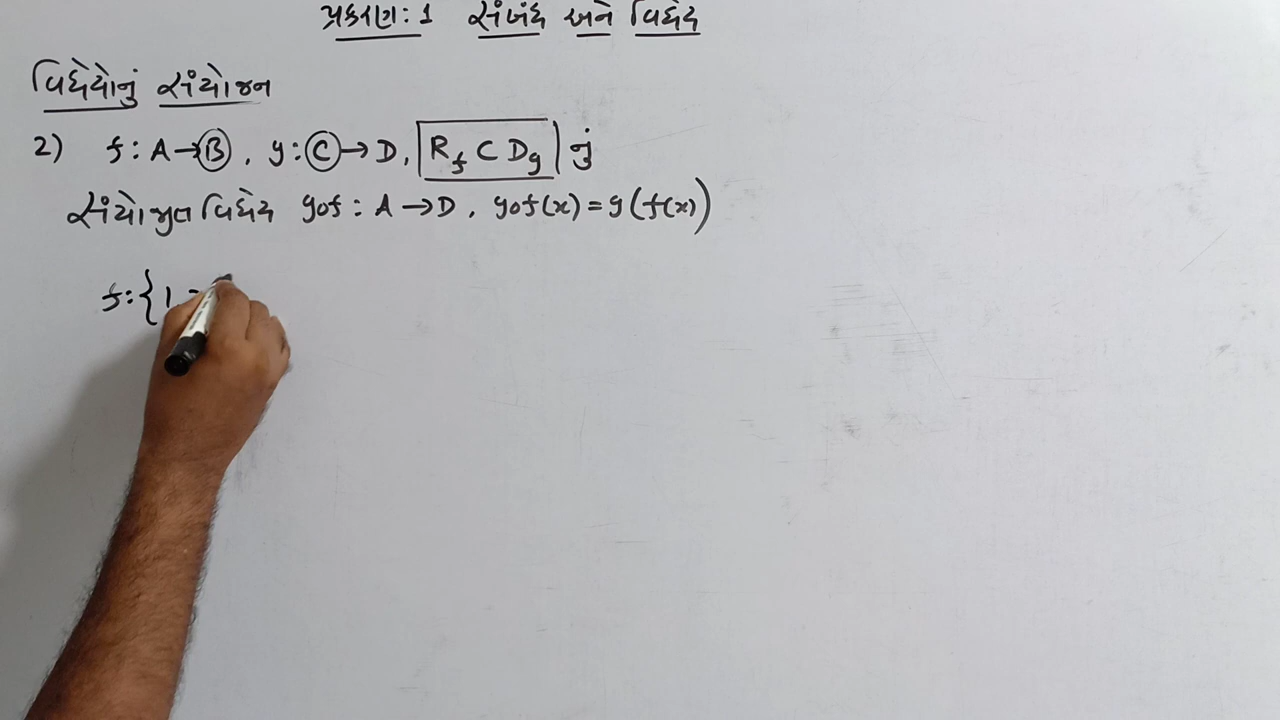 પ્રકરણ: 1 સંબંધ અને વિધેય
વિધેયોનું સંયોજન
2) f: A→B, g: C→D, R_f ⊂ D_g નું
સંયોજીત વિધેય gof: A→D, gof(x) = g(f(x))
f: {1